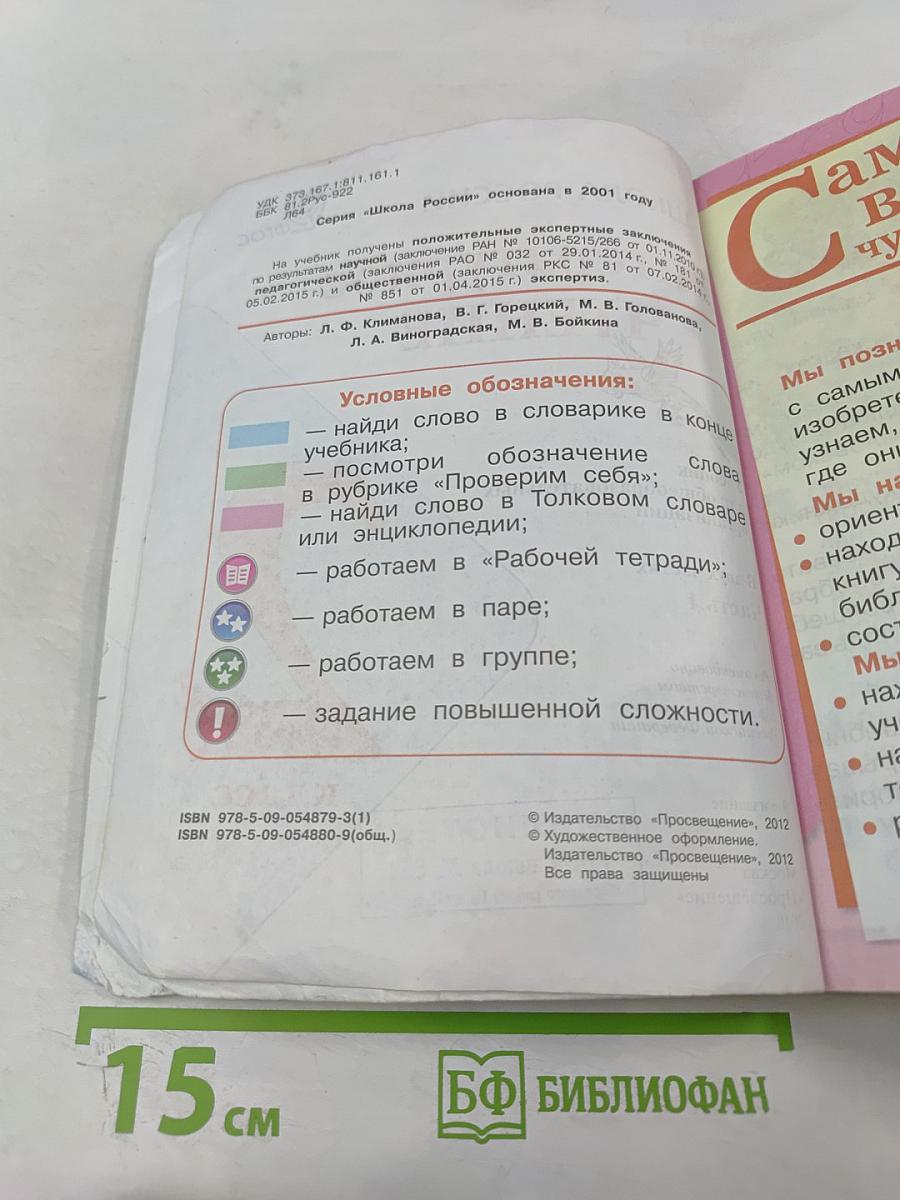 УДК 373.167.1:811.161.1
ББК 81.2Рус-922
Л64
Серия «Школа России» основана в 2001 году
На учебник получены положительные экспертные заключения
по результатам научной (заключение РАН № 10106-5215/266 от 01.11.2010 г.),
педагогической (заключения РАО № 032 от 29.01.2014 г., № 181 от
05.02.2015 г.) и общественной (заключения РКС № 81 от 07.02.2014 г.,
№ 851 от 01.04.2015 г.) экспертиз.
Авторы: Л. Ф. Климанова, В. Г. Горецкий, М. В. Голованова,
Л. А. Виноградская, М. В. Бойкина
Условные обозначения:
— найди слово в словарике в конце
учебника;
— посмотри обозначение слова
в рубрике «Проверим себя»;
— найди слово в Толковом словаре
или энциклопедии;
— работаем в «Рабочей тетради»;
— работаем в паре;
— работаем в группе;
— задание повышенной сложности.
ISBN 978-5-09-054879-3(1)
ISBN 978-5-09-054880-9(общ.)
© Издательство «Просвещение», 2012
© Художественное оформление.
Издательство «Просвещение», 2012
Все права защищены
Сам
в
чу
Мы позн
с самым
изобрете
узнаем,
где они
Мы на
• ориен
• наход
книгу
библ
• сост
Мы
• нах
уч
• на
т
• р
15 см
БФ БИБЛИОФАН